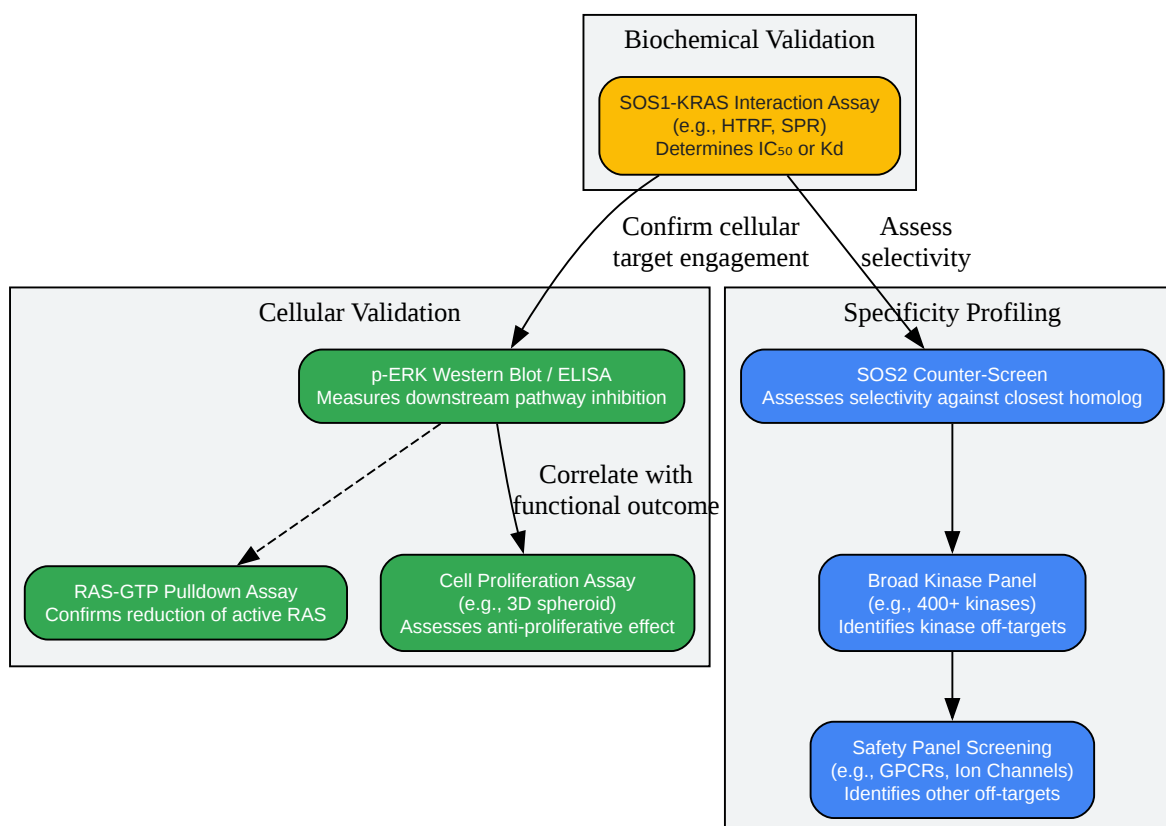 Biochemical Validation
SOS1-KRAS Interaction Assay
(e.g., HTRF, SPR)
Determines IC₅₀ or Kd
Confirm cellular
target engagement
Assess
selectivity
Cellular Validation
p-ERK Western Blot / ELISA
Measures downstream pathway inhibition
Correlate with
functional outcome
RAS-GTP Pulldown Assay
Confirms reduction of active RAS
Cell Proliferation Assay
(e.g., 3D spheroid)
Assesses anti-proliferative effect
Specificity Profiling
SOS2 Counter-Screen
Assesses selectivity against closest homolog
Broad Kinase Panel
(e.g., 400+ kinases)
Identifies kinase off-targets
Safety Panel Screening
(e.g., GPCRs, Ion Channels)
Identifies other off-targets